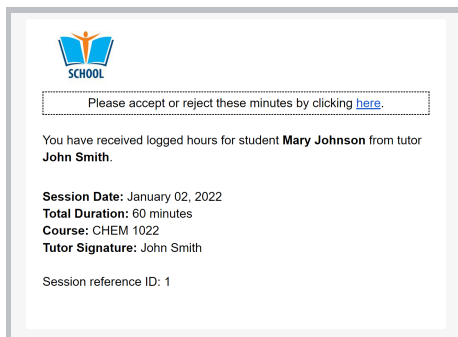 SCHOOL
Please accept or reject these minutes by clicking here.
You have received logged hours for student Mary Johnson from tutor
John Smith.
Session Date: January 02, 2022
Total Duration: 60 minutes
Course: CHEM 1022
Tutor Signature: John Smith
Session reference ID: 1